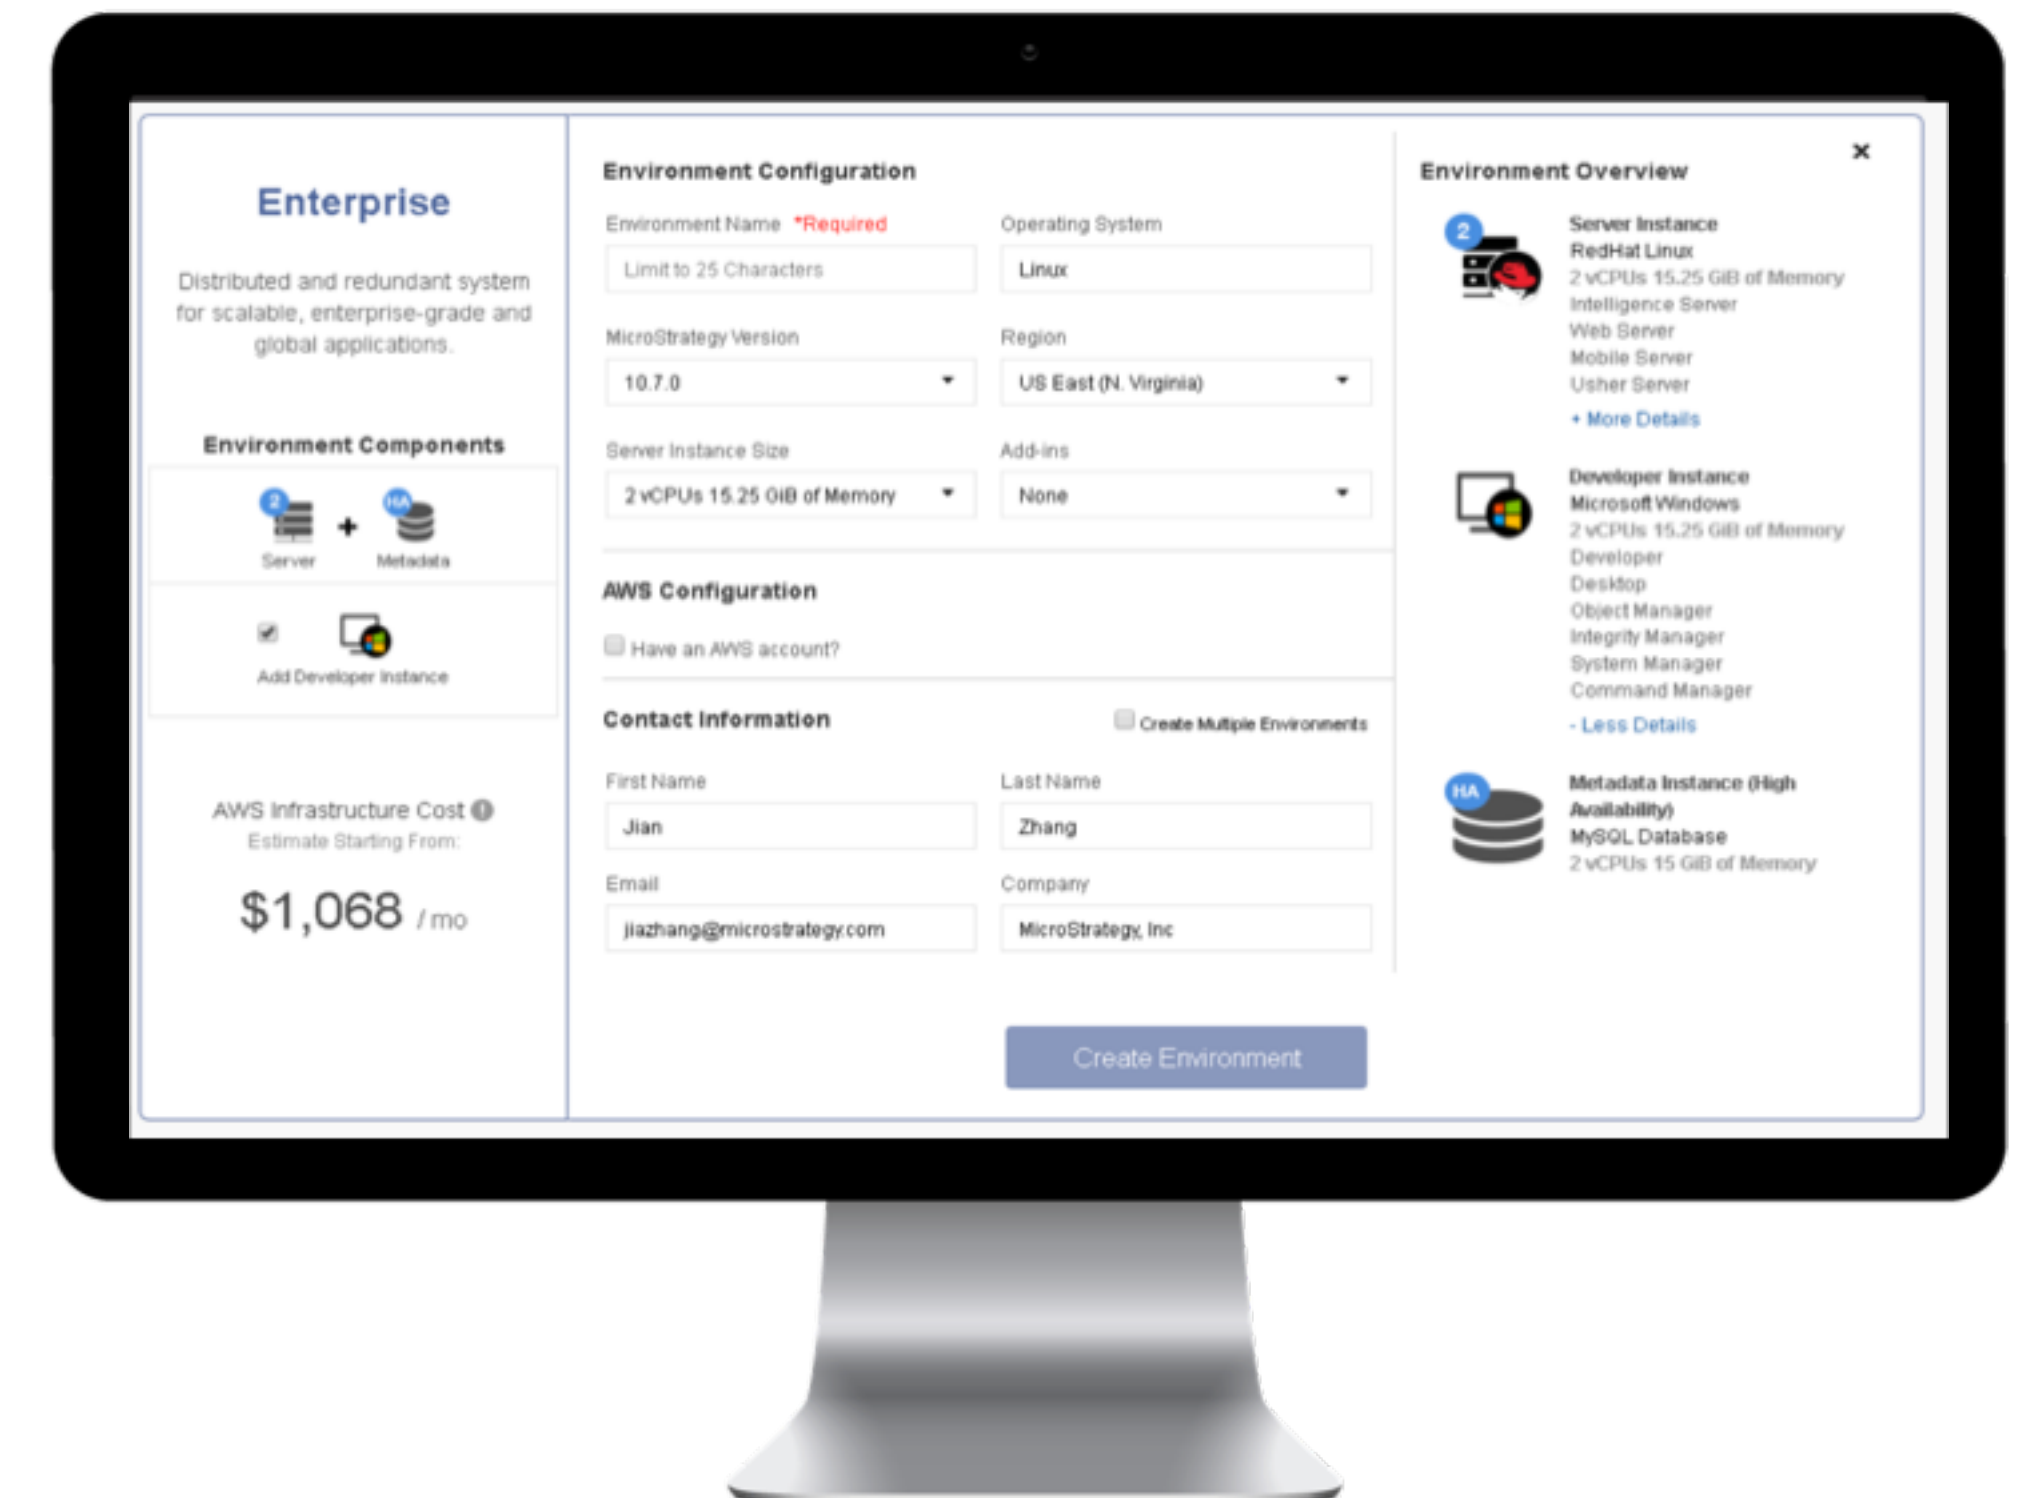 Enterprise
Distributed and redundant system
for scalable, enterprise-grade and
global applications.
Environment Components
2
HA
+
Server
Metadata
Add Developer Instance
AWS Infrastructure Cost
Estimate Starting From:
$1,068 / mo
Environment Configuration
Environment Name *Required
Limit to 25 Characters
Operating System
Linux
MicroStrategy Version
10.7.0
Region
US East (N. Virginia)
Server Instance Size
2 vCPUs 15.25 GiB of Memory
Add-ins
None
AWS Configuration
Have an AWS account?
Contact Information
Create Multiple Environments
First Name
Jian
Last Name
Zhang
Email
jiazhang@microstrategy.com
Company
MicroStrategy, Inc
Create Environment
Environment Overview
2
Server Instance
RedHat Linux
2 vCPUs 15.25 GiB of Memory
Intelligence Server
Web Server
Mobile Server
Usher Server
+ More Details
Developer Instance
Microsoft Windows
2 vCPUs 15.25 GiB of Memory
Developer
Desktop
Object Manager
Integrity Manager
System Manager
Command Manager
- Less Details
HA
Metadata Instance (High
Availability)
MySQL Database
2 vCPUs 15 GiB of Memory